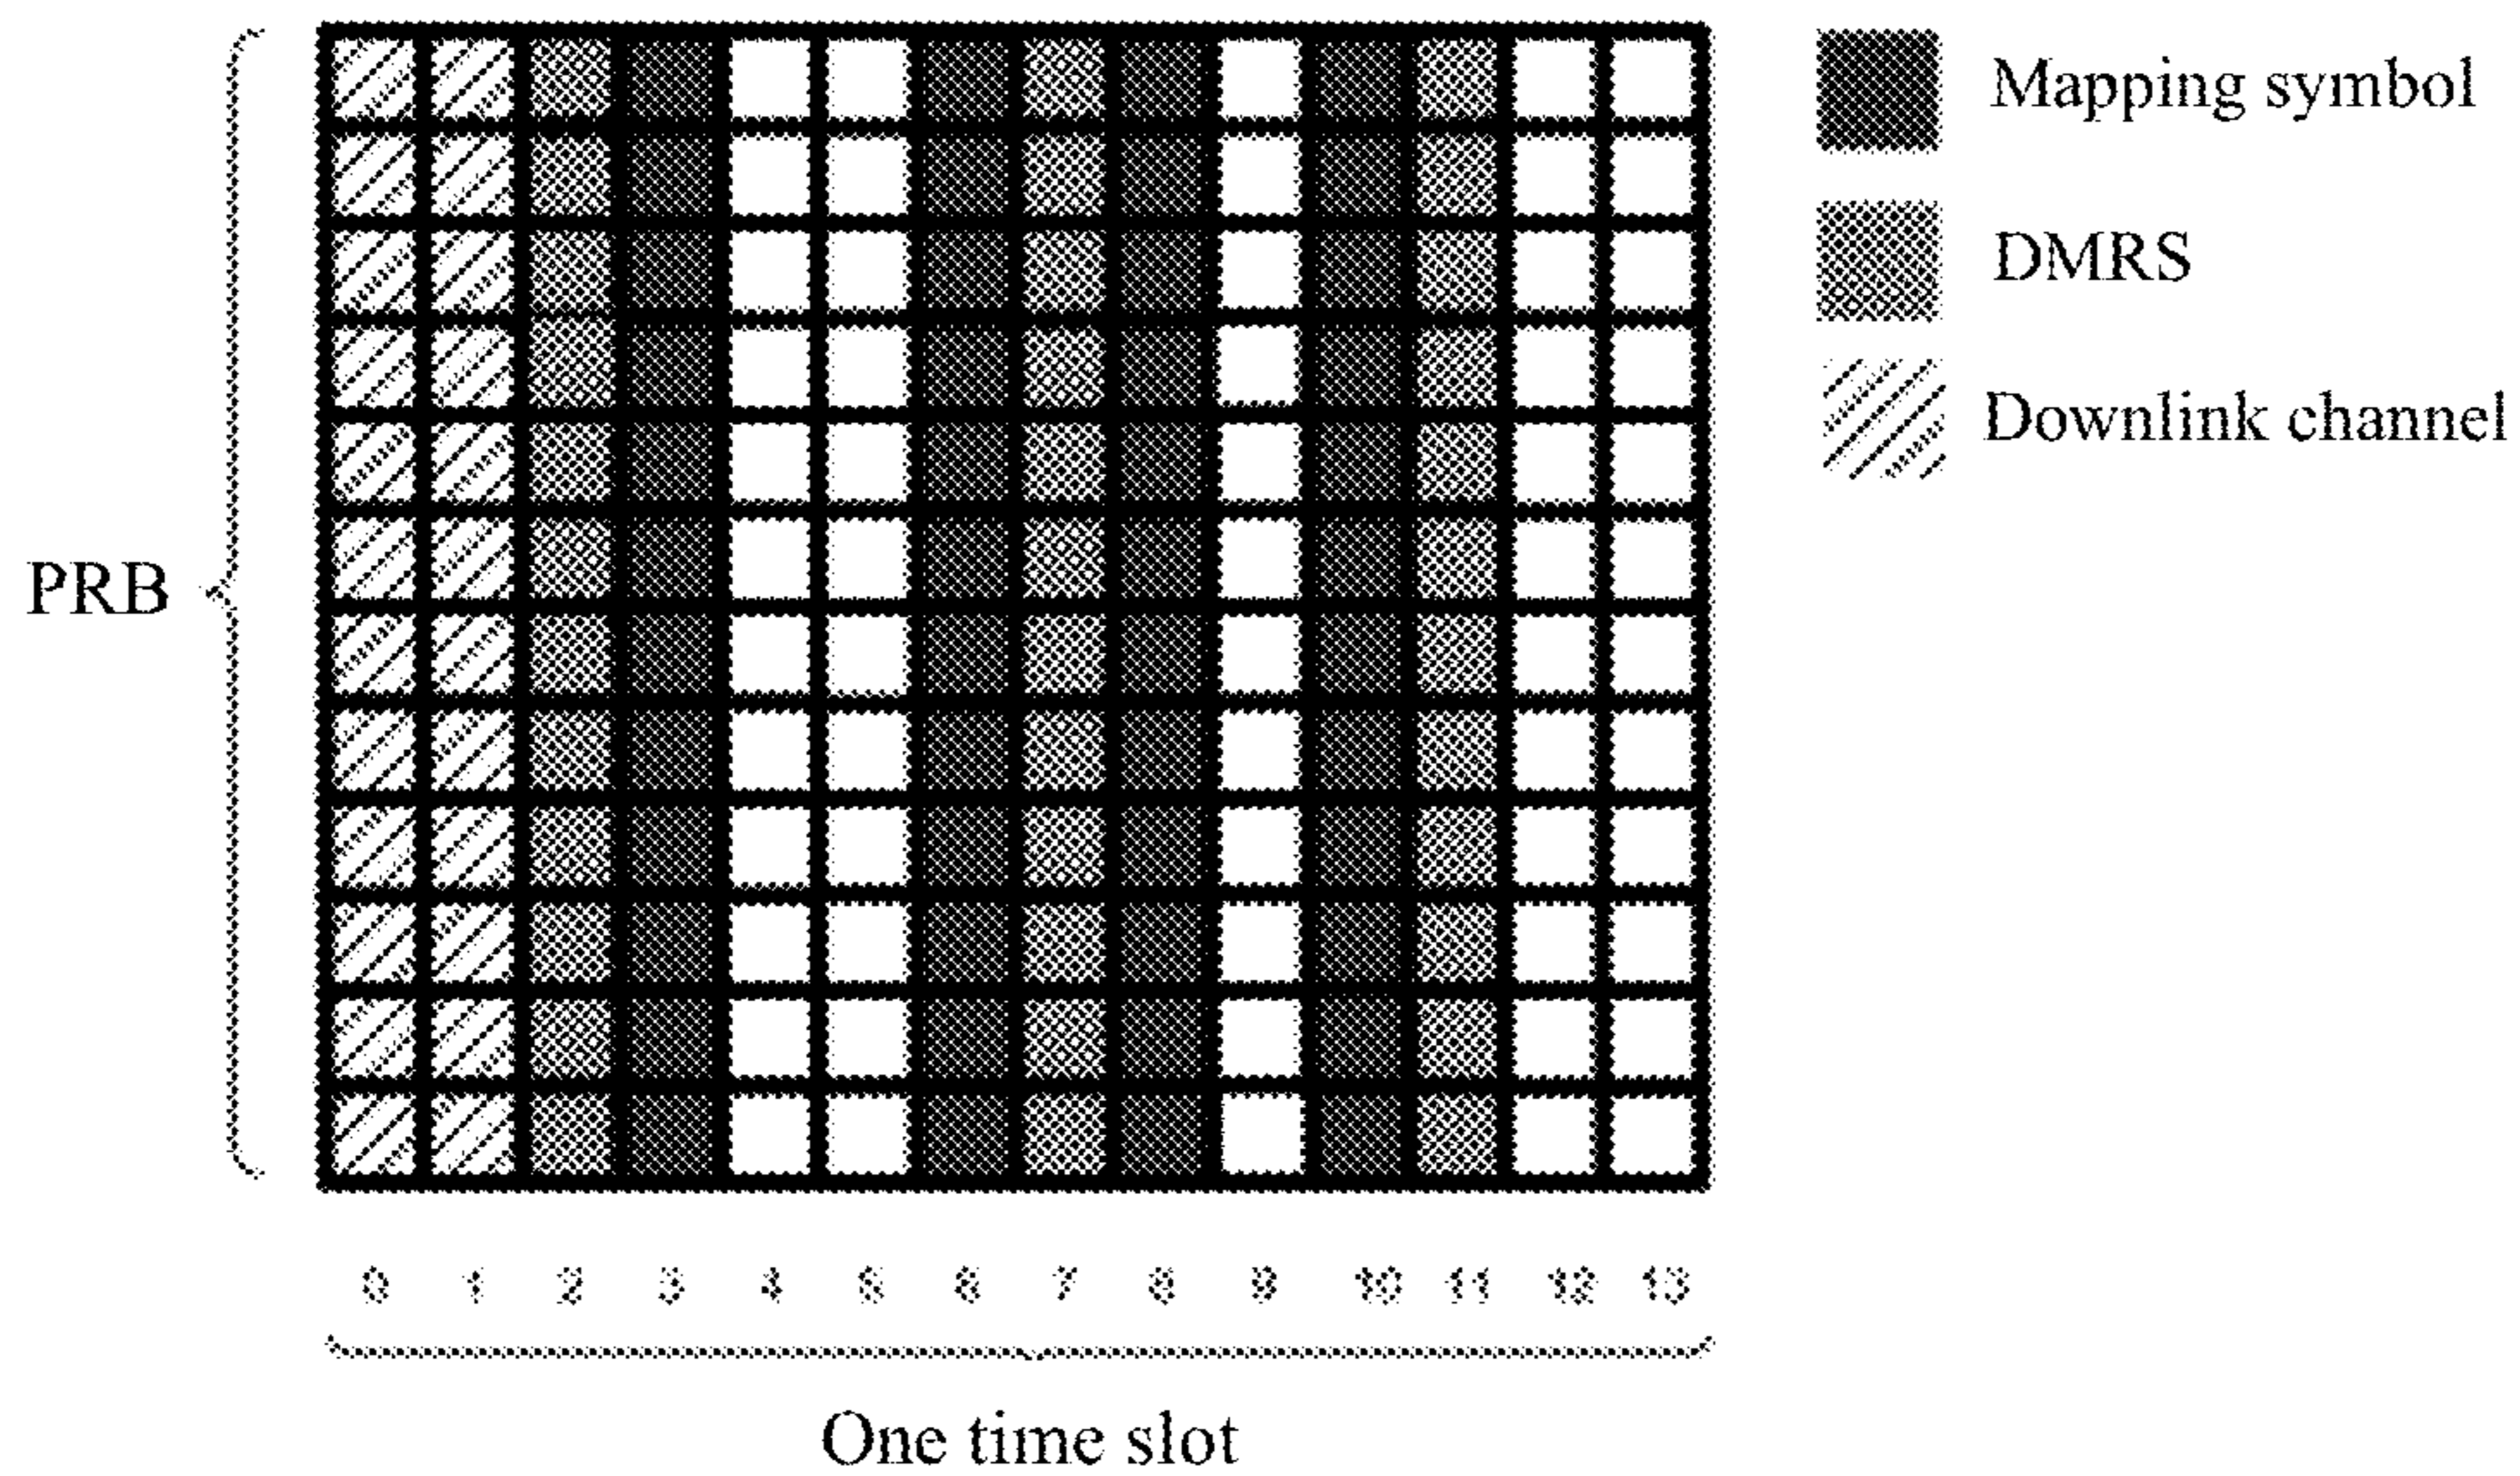 Mapping symbol
DMRS
Downlink channel
PRB
0 1 2 3 4 5 6 7 8 9 10 11 12 13
One time slot